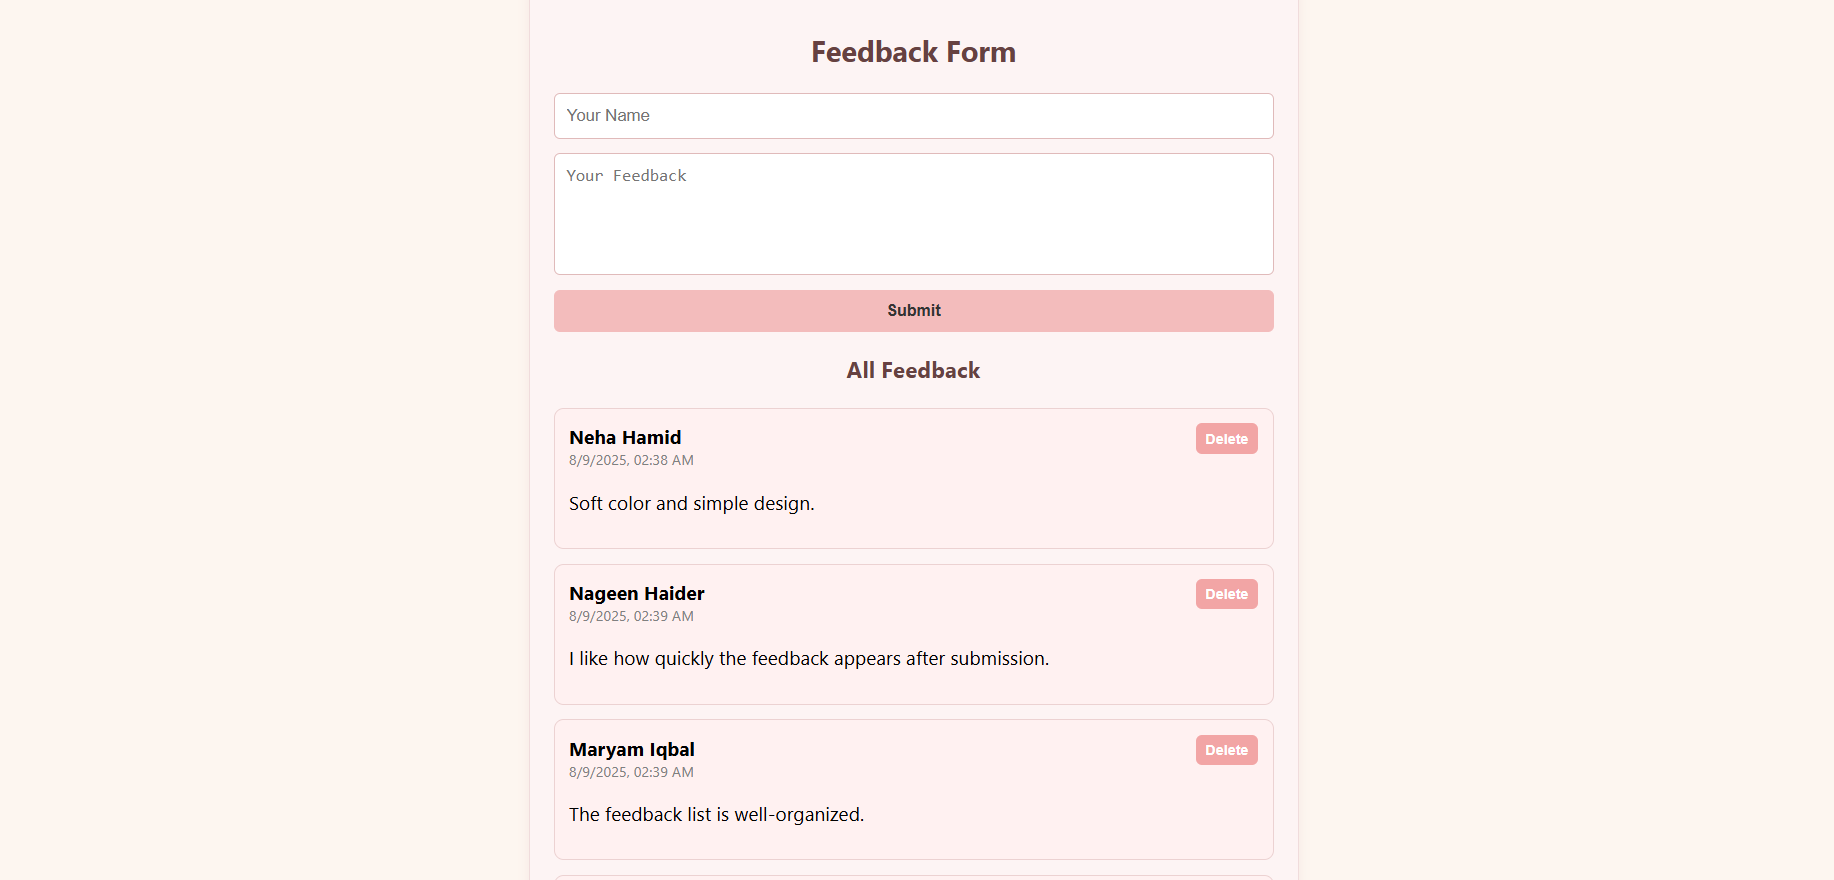 Feedback Form
Your Name
Your Feedback
Submit
All Feedback
Neha Hamid
Delete
8/9/2025, 02:38 AM
Soft color and simple design.
Nageen Haider
Delete
8/9/2025, 02:39 AM
I like how quickly the feedback appears after submission.
Maryam Iqbal
Delete
8/9/2025, 02:39 AM
The feedback list is well-organized.